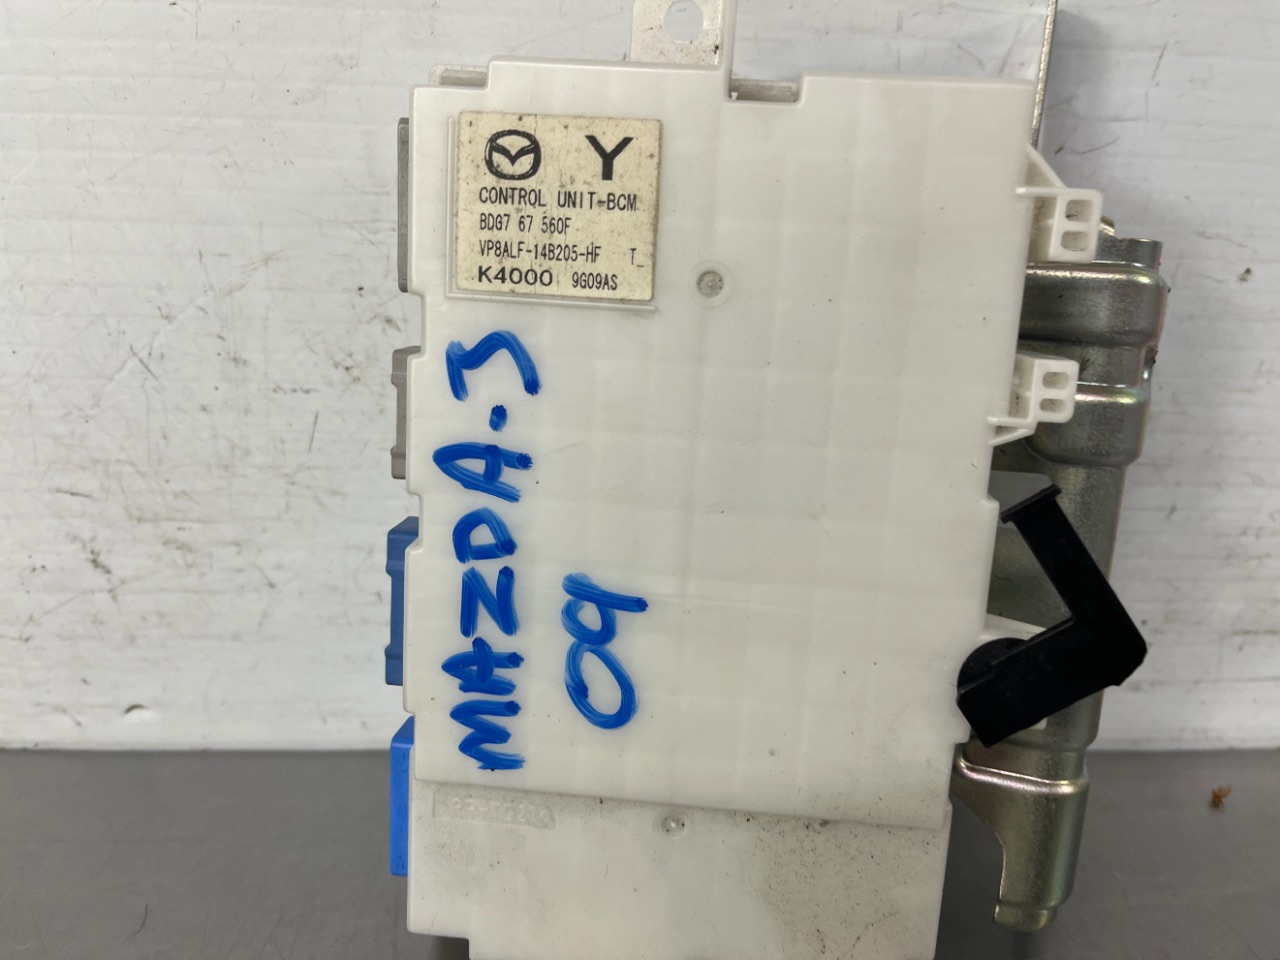 Y
CONTROL UNIT-BCM
BDG7 67 560F
VP8ALF-14B205-HF T_
K4000 9G09AS
MAZDA.3
09